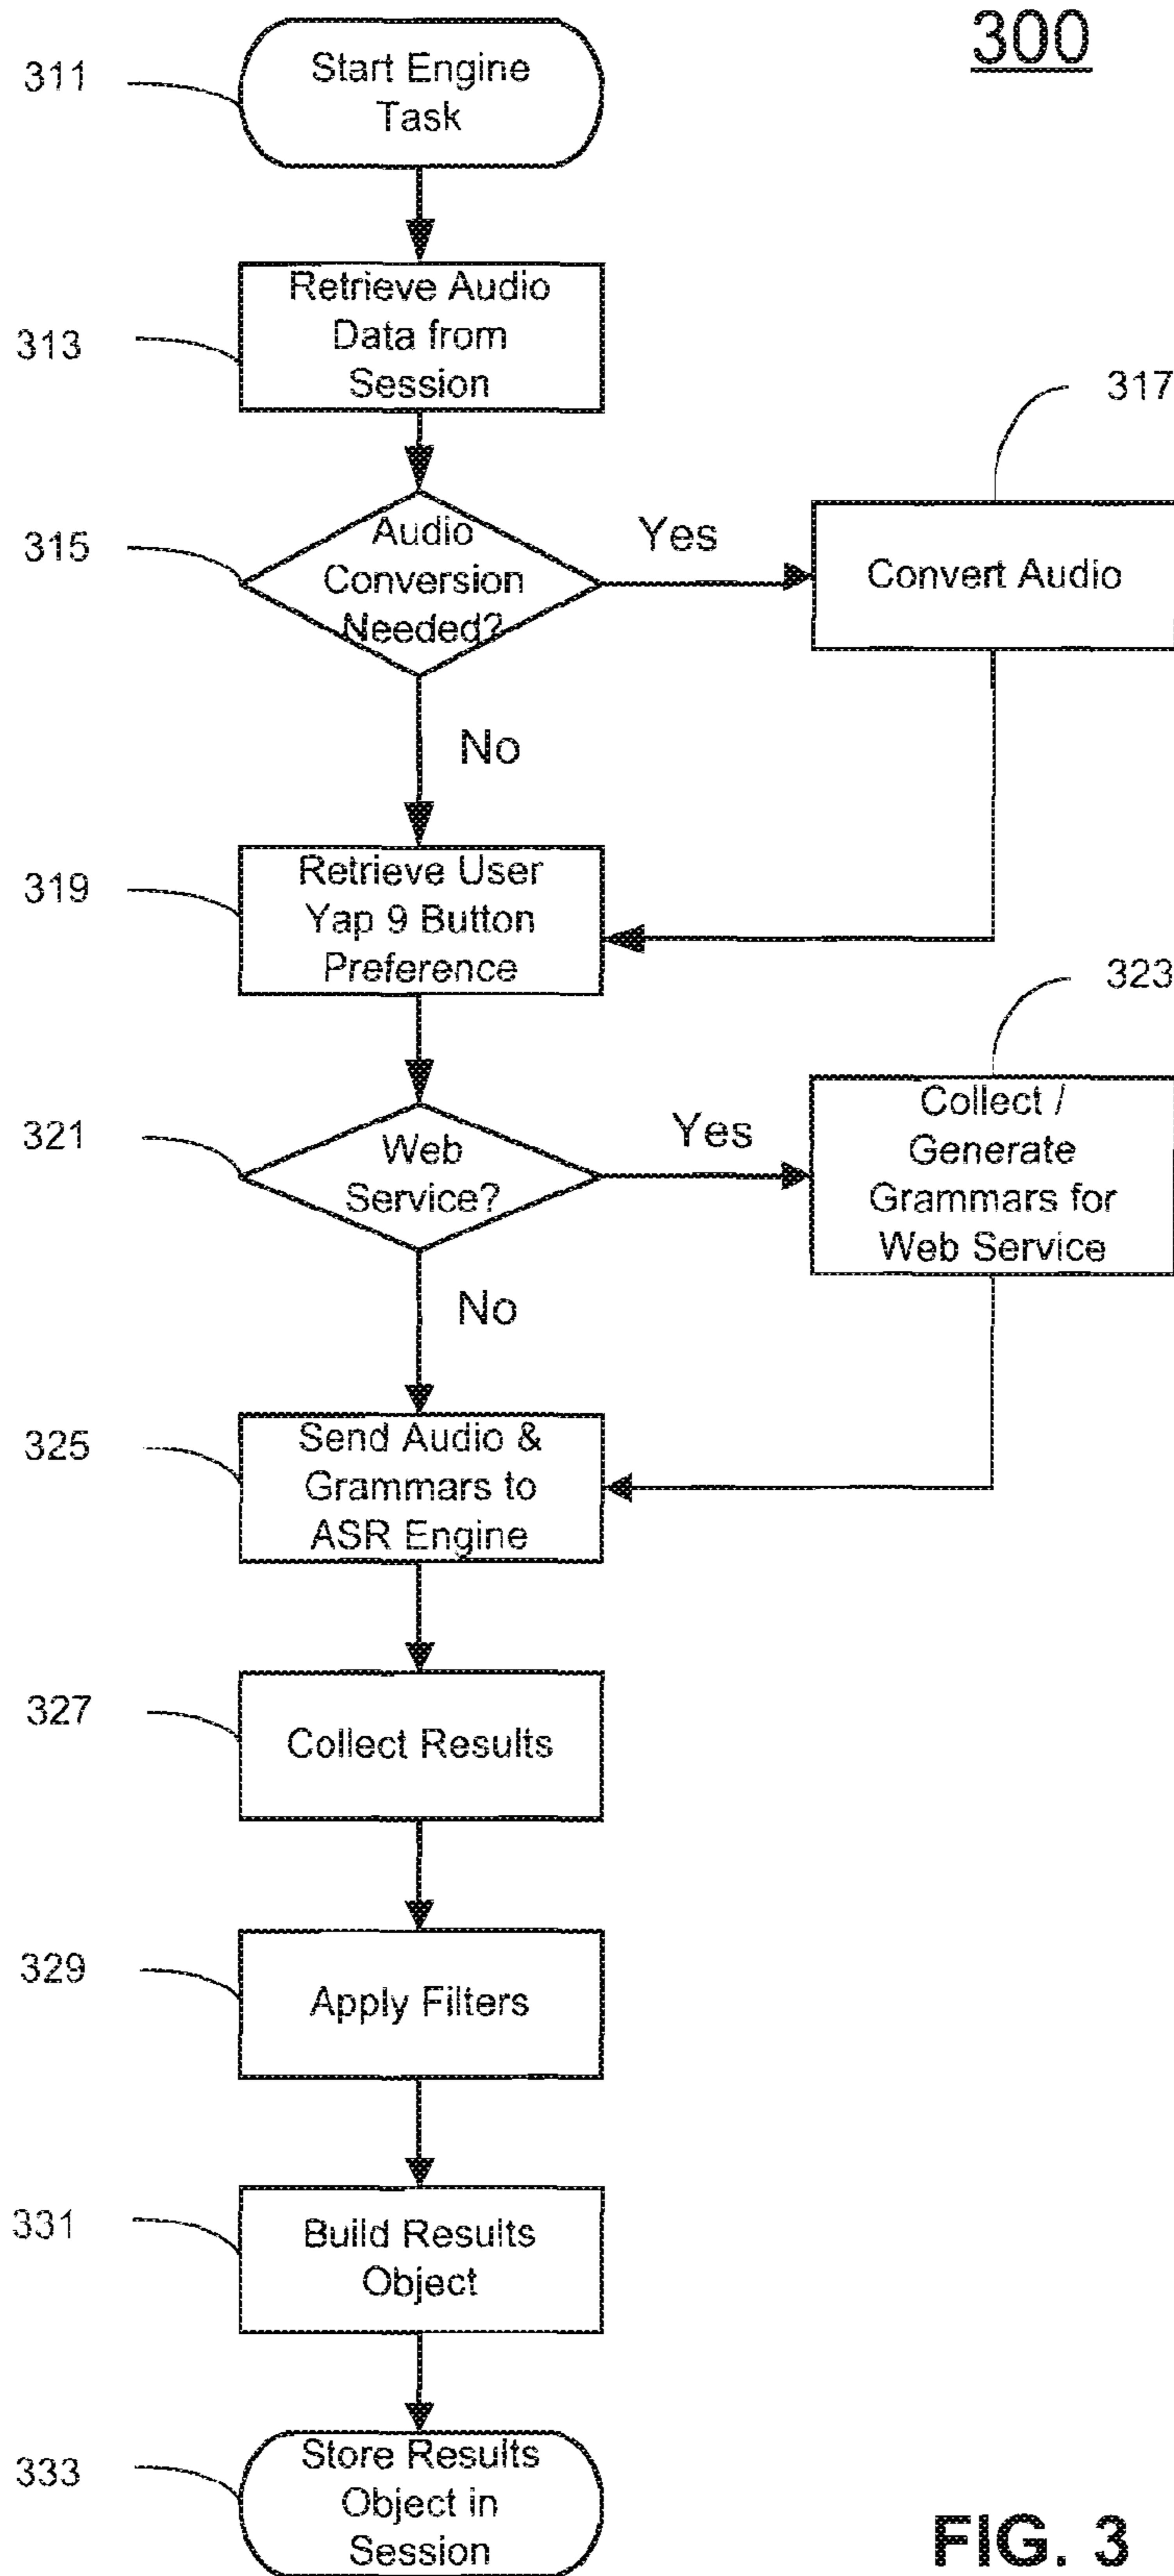 300
311
Start Engine
Task
313
Retrieve Audio
Data from
Session
317
315
Audio
Conversion
Needed?
Yes
Convert Audio
No
319
Retrieve User
Yap 9 Button
Preference
323
321
Web
Service?
Yes
Collect /
Generate
Grammars for
Web Service
No
325
Send Audio &
Grammars to
ASR Engine
327
Collect Results
329
Apply Filters
331
Build Results
Object
333
Store Results
Object in
Session
FIG. 3